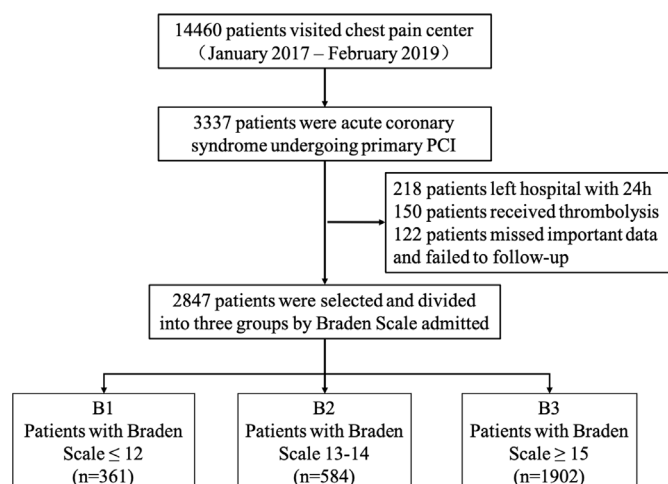 14460 patients visited chest pain center
（January 2017 – February 2019）
3337 patients were acute coronary
syndrome undergoing primary PCI
218 patients left hospital with 24h
150 patients received thrombolysis
122 patients missed important data
and failed to follow-up
2847 patients were selected and divided
into three groups by Braden Scale admitted
B1
Patients with Braden
Scale ≤ 12
(n=361)
B2
Patients with Braden
Scale 13-14
(n=584)
B3
Patients with Braden
Scale ≥ 15
(n=1902)